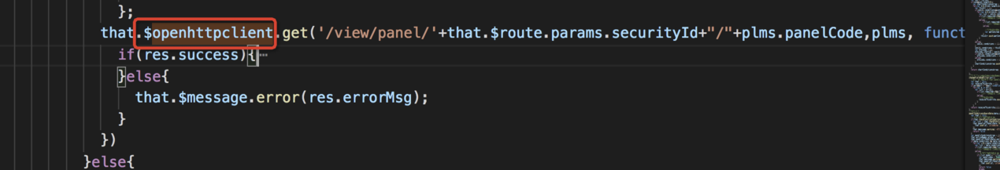 };
that.$openhttpclient.get('/view/panel/'+that.$route.params.securityId+"/"+plms.panelCode,plms, funct
if(res.success){…
}else{
that.$message.error(res.errorMsg);
}
})
}else{